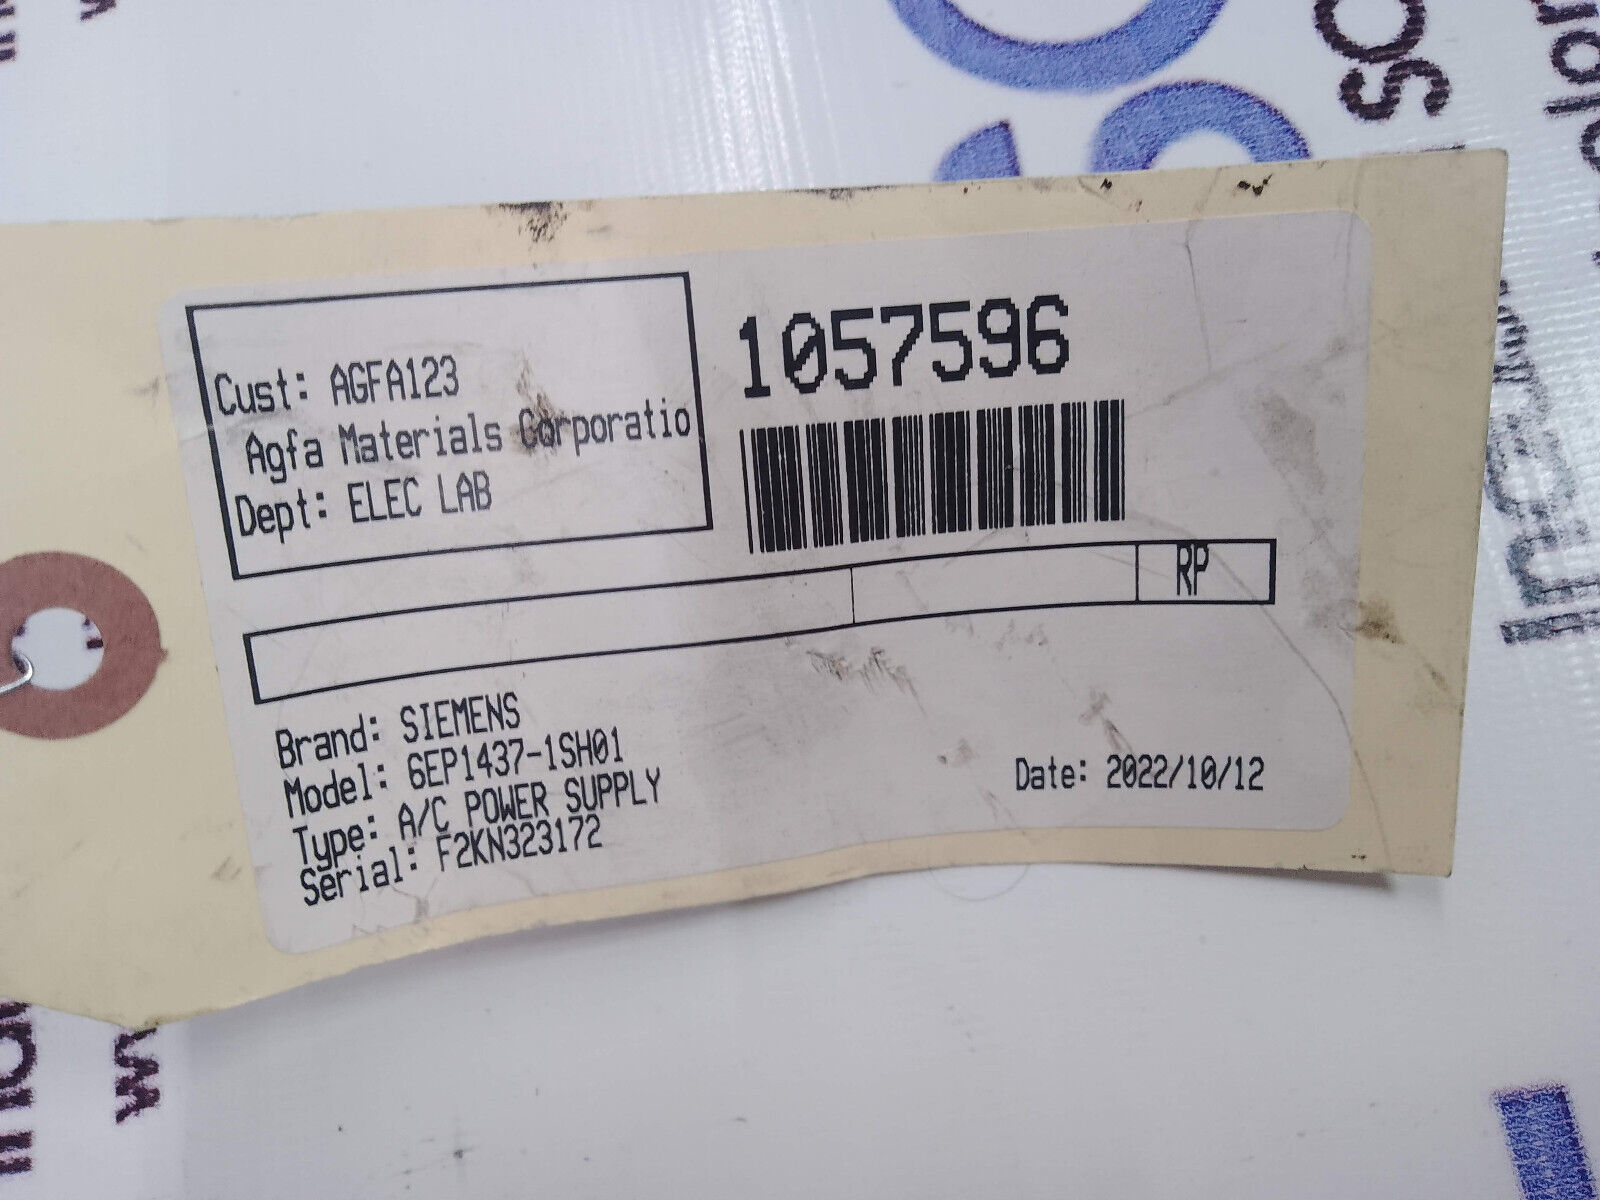 1057596
Cust: AGFA123
Agfa Materials Corporatio
Dept: ELEC LAB
RP
Brand: SIEMENS
Model: 6EP1437-1SH01
Type: A/C POWER SUPPLY
Serial: F2KN323172
Date: 2022/10/12